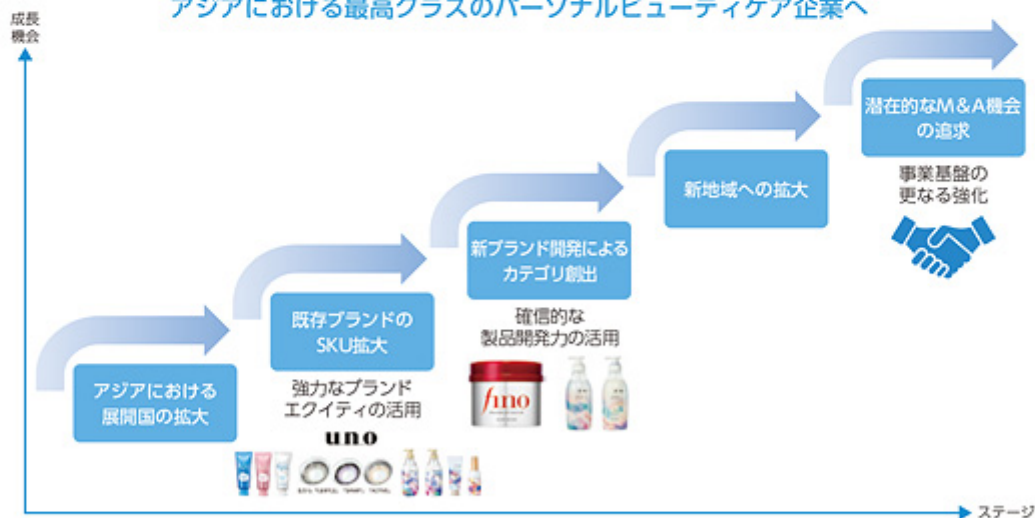 アジアにおける最高クラスのパーソナルビューティケア企業へ
成長
機会
潜在的なM&A機会
の追求
事業基盤の
更なる強化
新地域への拡大
新ブランド開発による
カテゴリ創出
確信的な
製品開発力の活用
fino
既存ブランドの
SKU拡大
強力なブランド
エクイティの活用
uno
アジアにおける
展開国の拡大
ステージ